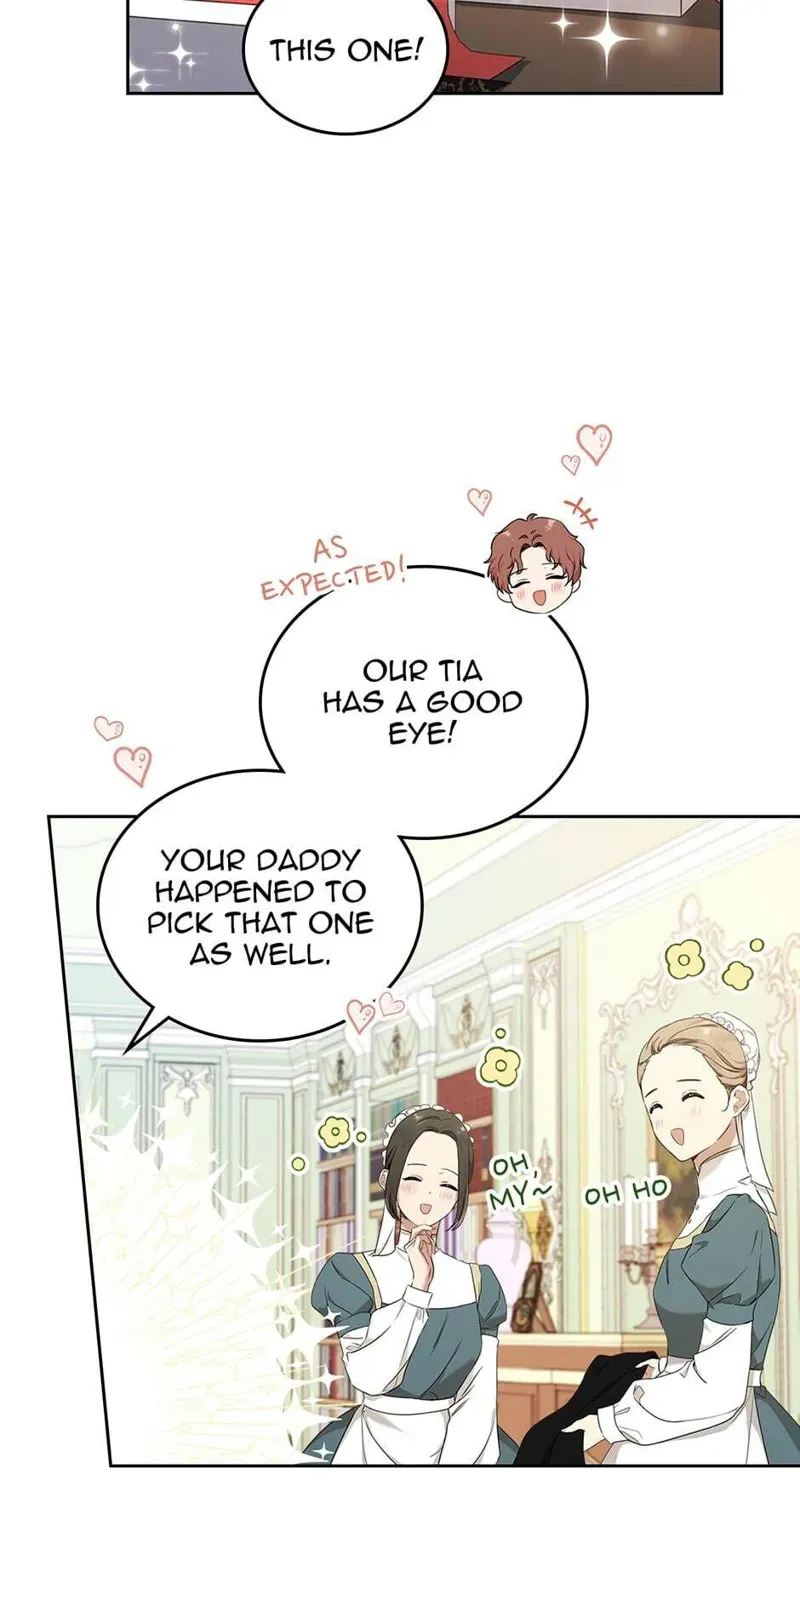 THIS ONE!
AS
EXPECTED!
OUR TIA
HAS A GOOD
EYE!
YOUR DADDY
HAPPENED TO
PICK THAT ONE
AS WELL.
OH,
MY~
OH HO